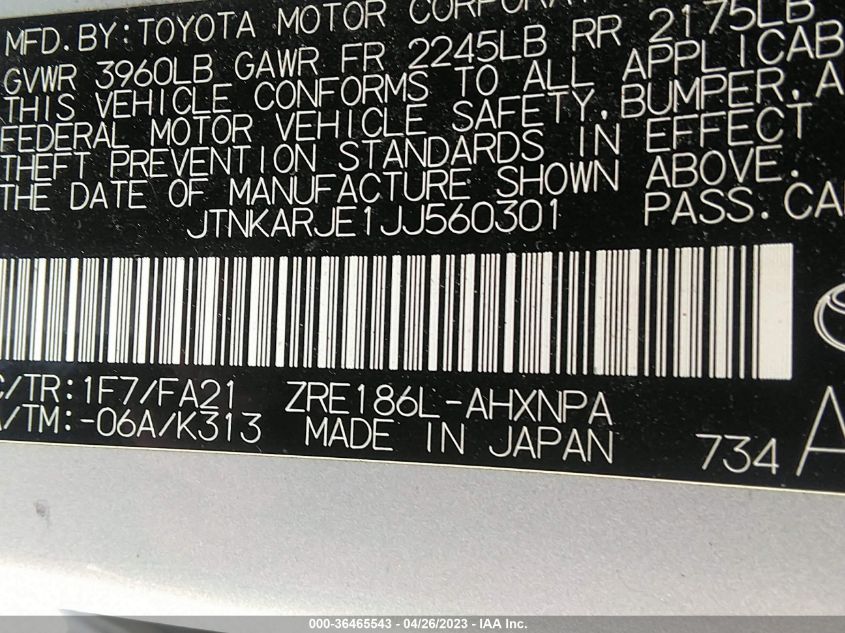 MFD. BY: TOYOTA MOTOR CORPORA
GVWR 3960LB GAWR FR 2245LB RR 2175LB
THIS VEHICLE CONFORMS TO ALL APPLICAB
FEDERAL MOTOR VEHICLE SAFETY, BUMPER, A
THEFT PREVENTION STANDARDS IN EFFECT
THE DATE OF MANUFACTURE SHOWN ABOVE.
JTNKARJE1JJ560301 PASS. CA
C/TR: 1F7/FA21 ZRE186L-AHXNPA
A/TM: -06A/K313 MADE IN JAPAN 734 A
000-36465543 - 04/26/2023 - IAA Inc.